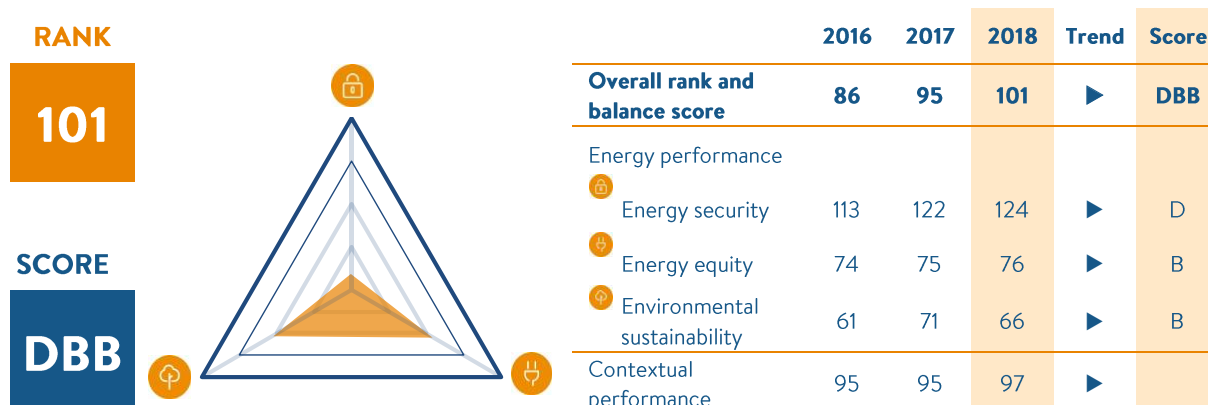 RANK
101
SCORE
DBB
2016 2017 2018 Trend Score
Overall rank and
balance score 86 95 101 DBB
Energy performance
Energy security 113 122 124 D
Energy equity 74 75 76 B
Environmental
sustainability 61 71 66 B
Contextual
performance 95 95 97